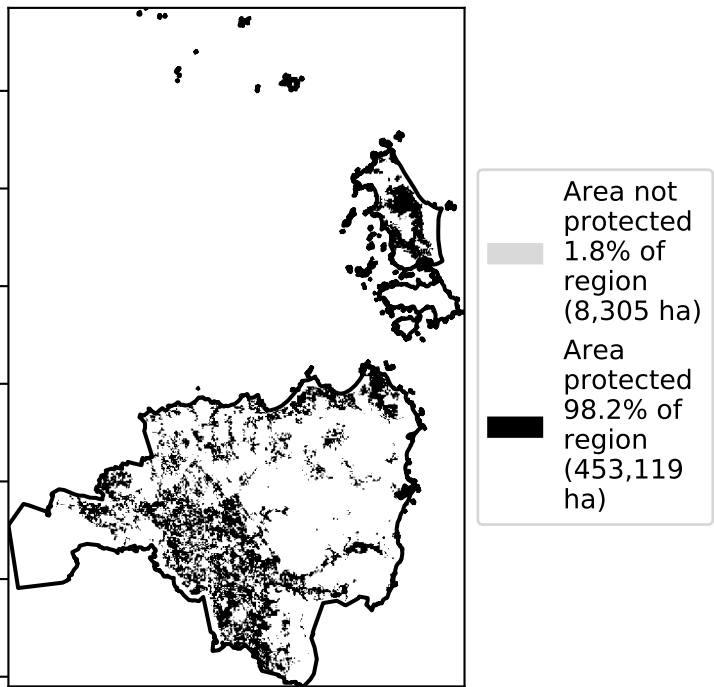 Area not
protected
1.8% of
region
(8,305 ha)
Area
protected
98.2% of
region
(453,119
ha)